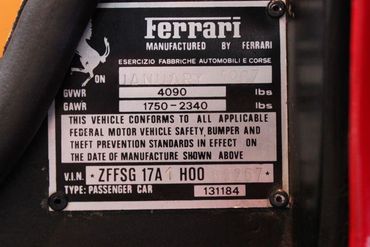 Ferrari
MANUFACTURED BY FERRARI
ESERCIZIO FABBRICHE AUTOMOBILI E CORSE
ON JANUARY
GVWR 4090 lbs
GAWR 1750-2340 lbs
THIS VEHICLE CONFORMS TO ALL APPLICABLE
FEDERAL MOTOR VEHICLE SAFETY, BUMPER AND
THEFT PREVENTION STANDARDS IN EFFECT ON
THE DATE OF MANUFACTURE SHOWN ABOVE
V.I.N. * ZFFSG 17A
TYPE: PASSENGER CAR 131184